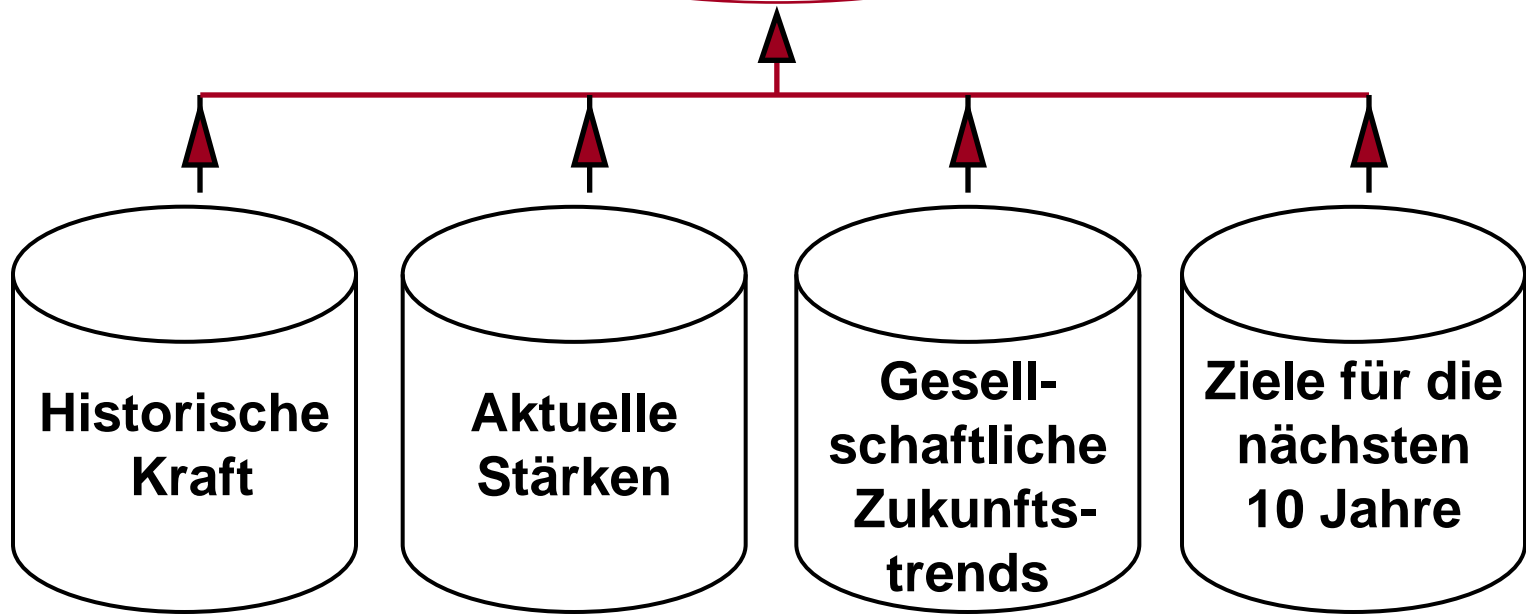 Historische
Kraft
Aktuelle
Stärken
Gesell-
schaftliche
Zukunfts-
trends
Ziele für die
nächsten
10 Jahre